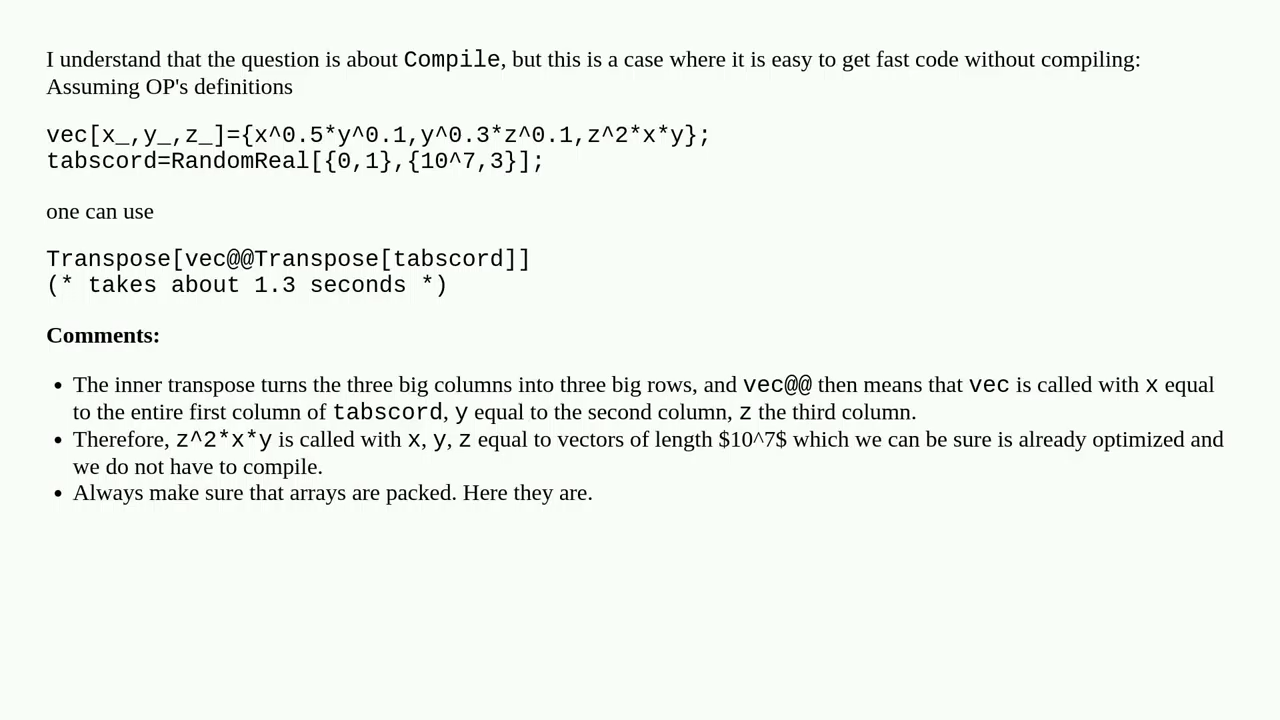 I understand that the question is about Compile, but this is a case where it is easy to get fast code without compiling:
Assuming OP's definitions
vec[x_,y_,z_]={x^0.5*y^0.1,y^0.3*z^0.1,z^2*x*y};
tabscord=RandomReal[{0,1},{10^7,3}];
one can use
Transpose[vec@@Transpose[tabscord]]
(* takes about 1.3 seconds *)
Comments:
• The inner transpose turns the three big columns into three big rows, and vec@@ then means that vec is called with x equal
to the entire first column of tabscord, y equal to the second column, z the third column.
• Therefore, z^2*x*y is called with x, y, z equal to vectors of length $10^7$ which we can be sure is already optimized and
we do not have to compile.
• Always make sure that arrays are packed. Here they are.